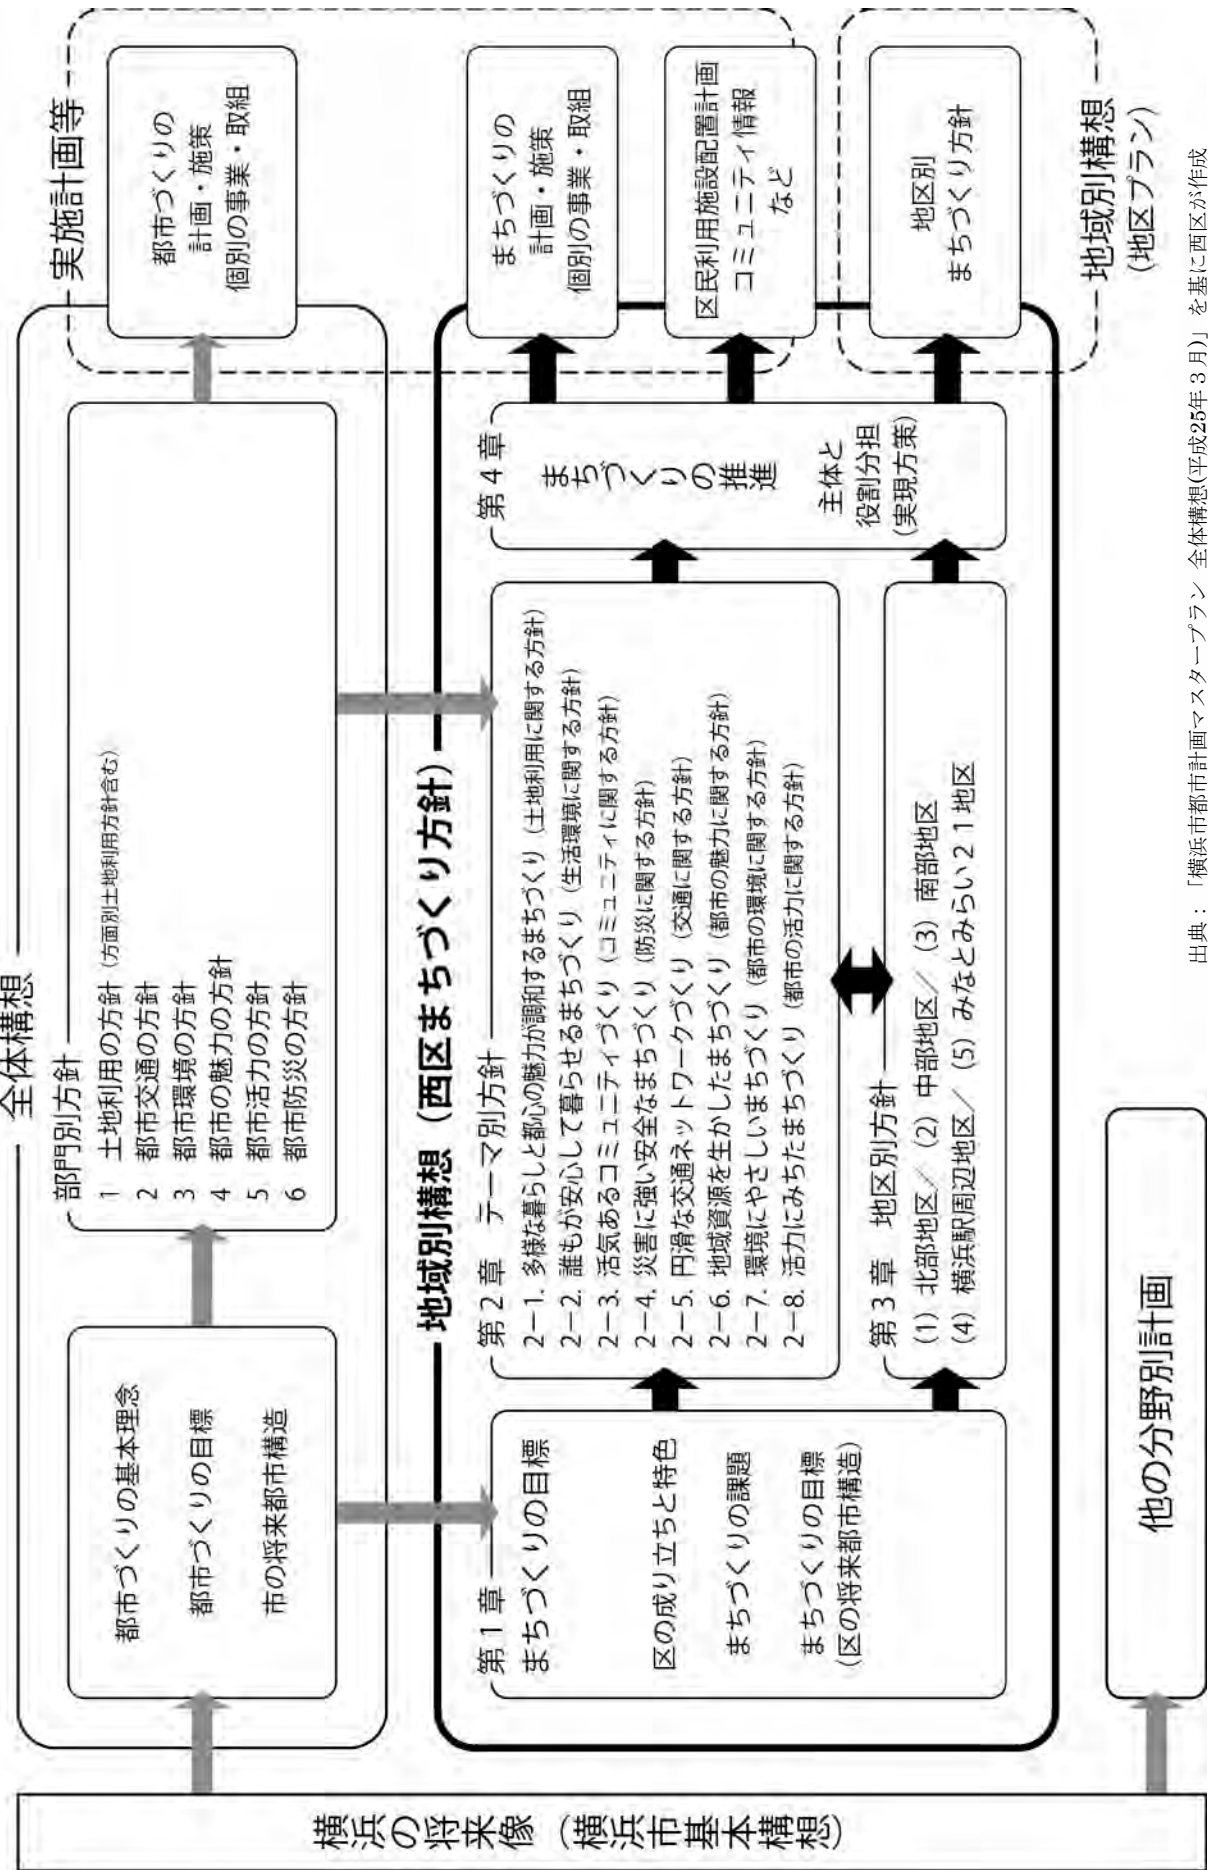 横浜の将来像（横浜市基本構想）
全体構想
都市づくりの基本理念
都市づくりの目標
市の将来都市構造
部門別方針
1 土地利用の方針（方面別土地利用方針含む）
2 都市交通の方針
3 都市環境の方針
4 都市の魅力の方針
5 都市活力の方針
6 都市防災の方針
実施計画等
都市づくりの
計画・施策
個別の事業・取組
地域別構想（西区まちづくり方針）
第１章
まちづくりの目標
区の成り立ちと特色
まちづくりの課題
まちづくりの目標
（区の将来都市構造）
第２章 テーマ別方針
2－1. 多様な暮らしと都心の魅力が調和するまちづくり（土地利用に関する方針）
2－2. 誰もが安心して暮らせるまちづくり（生活環境に関する方針）
2－3. 活気あるコミュニティづくり（コミュニティに関する方針）
2－4. 災害に強い安全なまちづくり（防災に関する方針）
2－5. 円滑な交通ネットワークづくり（交通に関する方針）
2－6. 地域資源を生かしたまちづくり（都市の魅力に関する方針）
2－7. 環境にやさしいまちづくり（都市の環境に関する方針）
2－8. 活力にみちたまちづくり（都市の活力に関する方針）
第３章 地区別方針
（1）北部地区／（2）中部地区／（3）南部地区
（4）横浜駅周辺地区／（5）みなとみらい２１地区
第４章
まちづくりの推進
主体と
役割分担
（実現方策）
まちづくりの
計画・施策
個別の事業・取組
区民利用施設配置計画
コミュニティ情報
など
地区別
まちづくり方針
地域別構想
（地区プラン）
他の分野別計画
出典：「横浜市都市計画マスタープラン 全体構想(平成25年３月)」を基に西区が作成